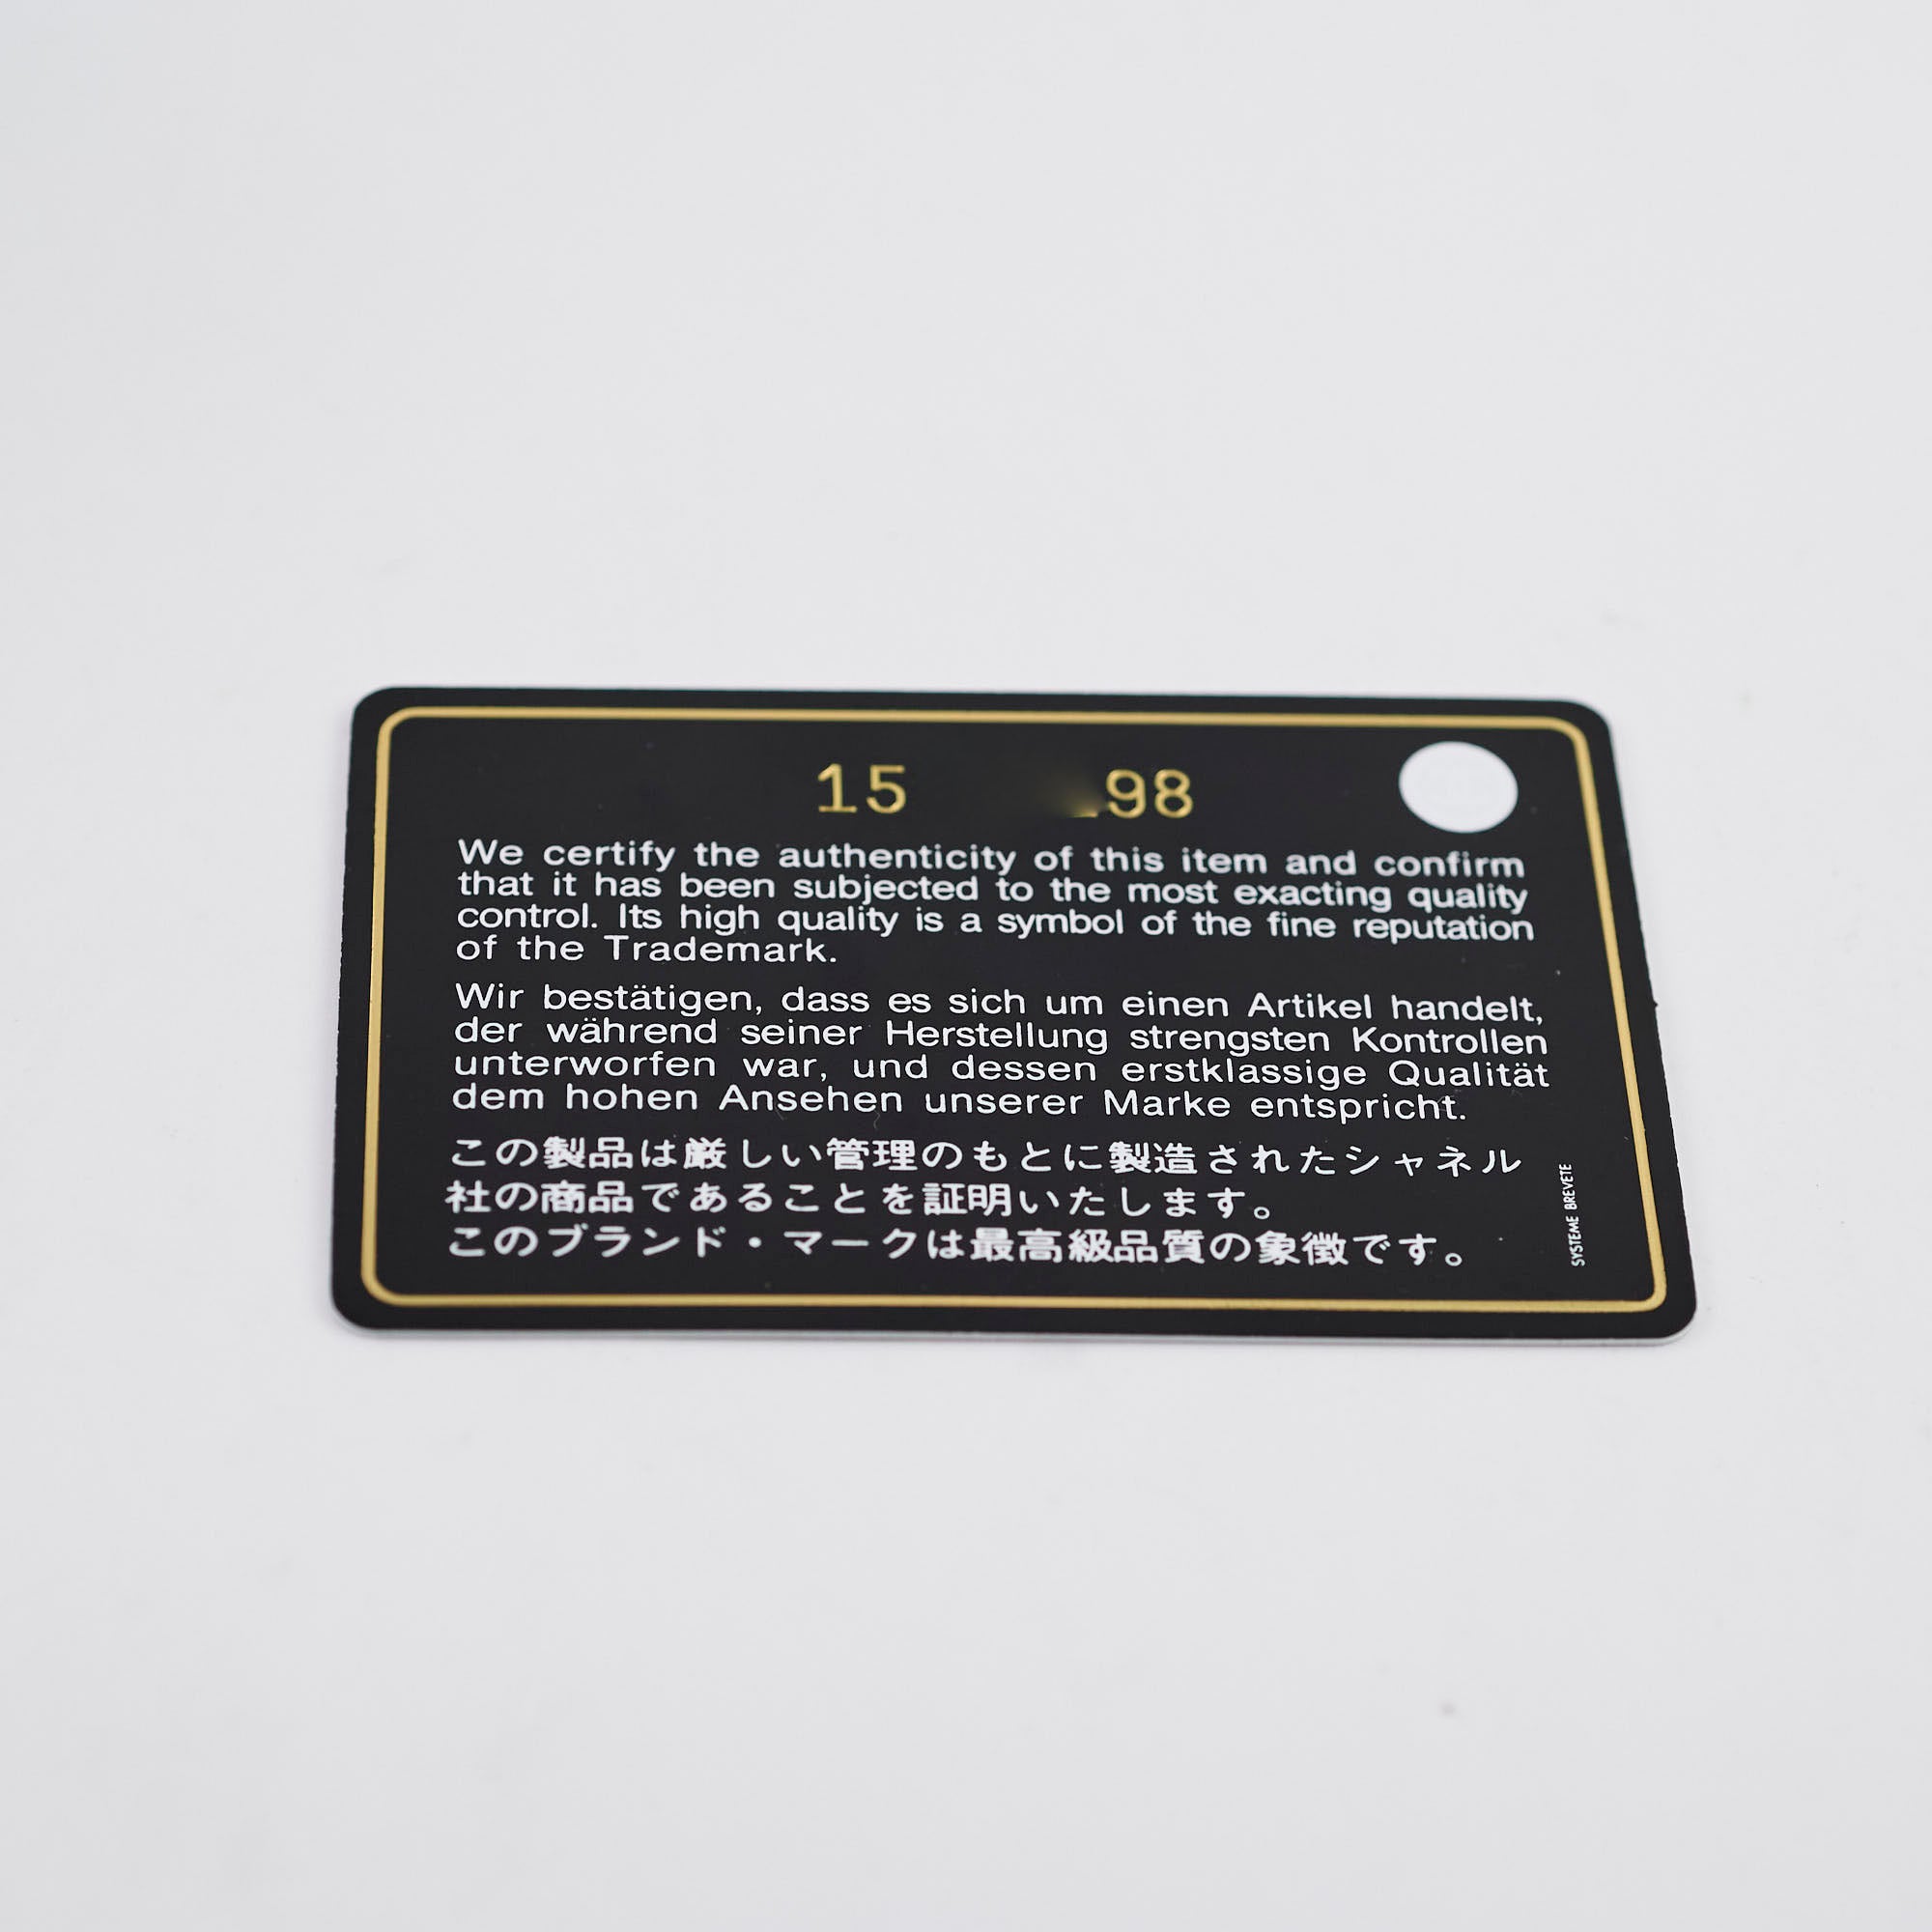 15 98
We certify the authenticity of this item and confirm
that it has been subjected to the most exacting quality
control. Its high quality is a symbol of the fine reputation
of the Trademark.
Wir bestätigen, dass es sich um einen Artikel handelt,
der während seiner Herstellung strengsten Kontrollen
unterworfen war, und dessen erstklassige Qualität
dem hohen Ansehen unserer Marke entspricht.
この製品は厳しい管理のもとに製造されたシャネル
社の商品であることを証明いたします。
このブランド・マークは最高級品質の象徴です。
SYSTEME BREVETE